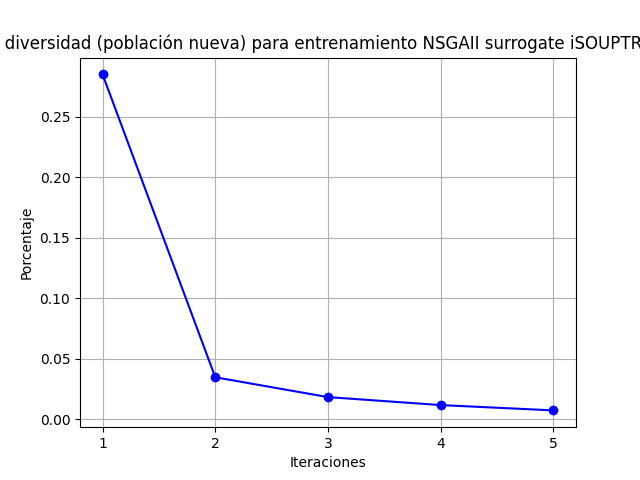 diversidad (población nueva) para entrenamiento NSGAII surrogate iSOUPTR
0.25
0.20
0.15
0.10
0.05
0.00
Porcentaje
1 2 3 4 5
Iteraciones